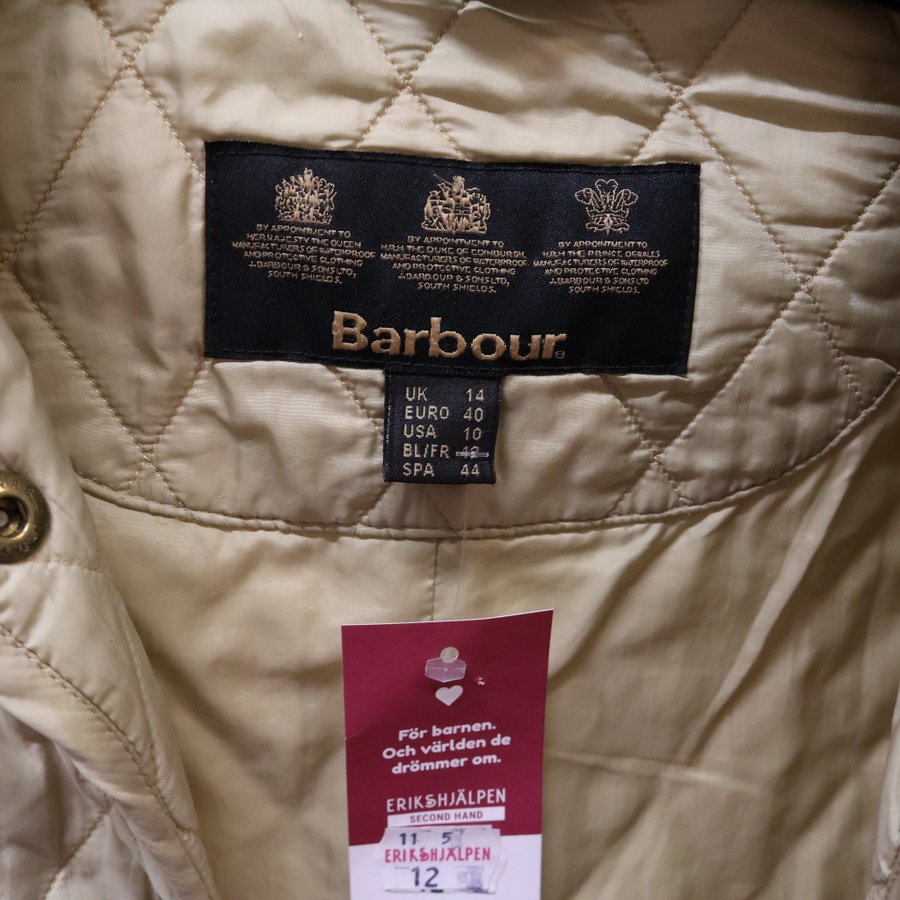 BY APPOINTMENT TO
HER MAJESTY THE QUEEN
MANUFACTURERS OF WATERPROOF
AND PROTECTIVE CLOTHING
J.BARBOUR & SONS LTD,
SOUTH SHIELDS.
BY APPOINTMENT TO
H.R.H. THE DUKE OF EDINBURGH
MANUFACTURERS OF WATERPROOF
AND PROTECTIVE CLOTHING
J.BARBOUR & SONS LTD,
SOUTH SHIELDS.
BY APPOINTMENT TO
H.R.H. THE PRINCE OF WALES
MANUFACTURERS OF WATERPROOF
AND PROTECTIVE CLOTHING
J.BARBOUR & SONS LTD,
SOUTH SHIELDS.
Barbour
UK 14
EURO 40
USA 10
BL/FR
SPA 44
För barnen.
Och världen de
drömmer om.
ERIKSHJÄLPEN
SECOND HAND
11 5
ERIKSHJÄLPEN
12